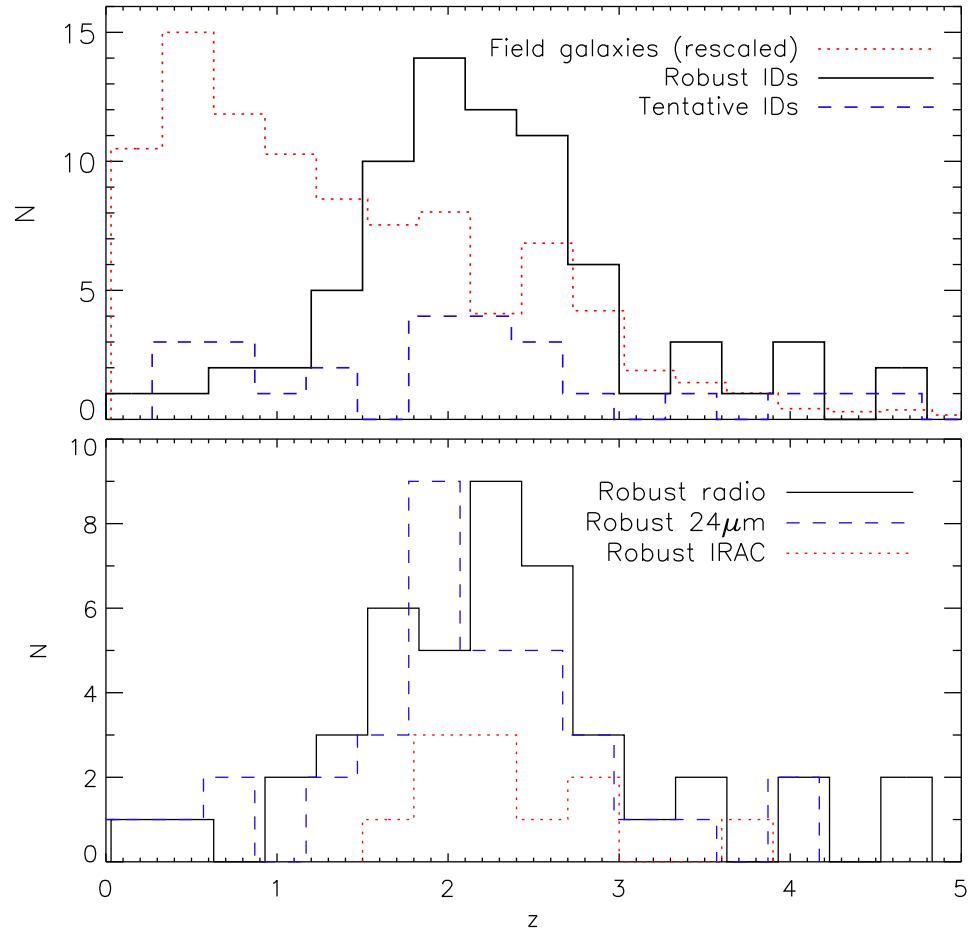 15
10
5
0
N
Field galaxies (rescaled)
Robust IDs
Tentative IDs
10
8
6
4
2
0
N
Robust radio
Robust 24μm
Robust IRAC
0 1 2 3 4 5
z